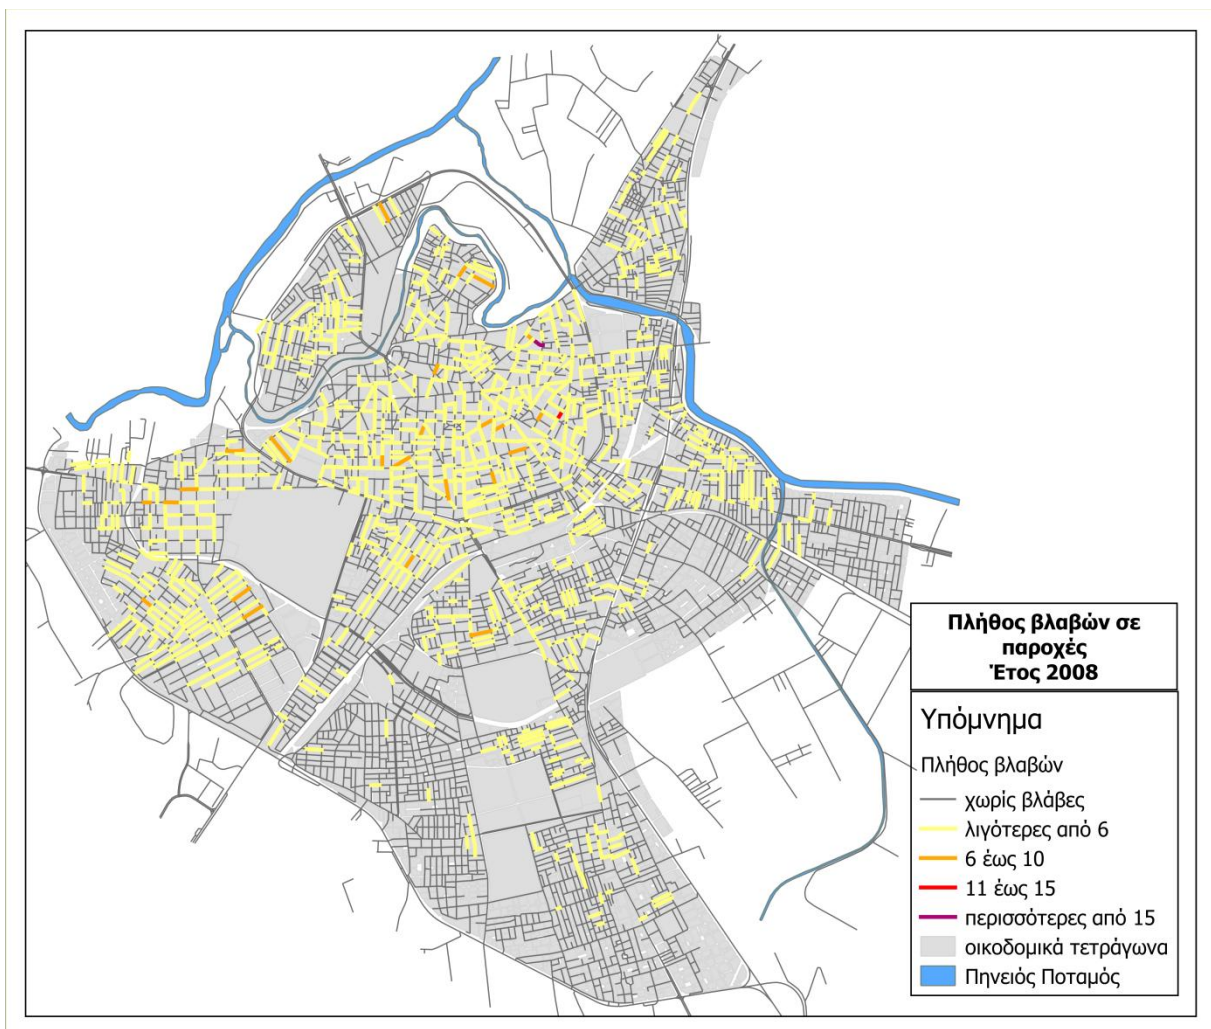 Πλήθος βλαβών σε
παροχές
Έτος 2008
Υπόμνημα
Πλήθος βλαβών
χωρίς βλάβες
λιγότερες από 6
6 έως 10
11 έως 15
περισσότερες από 15
οικοδομικά τετράγωνα
Πηνειός Ποταμός